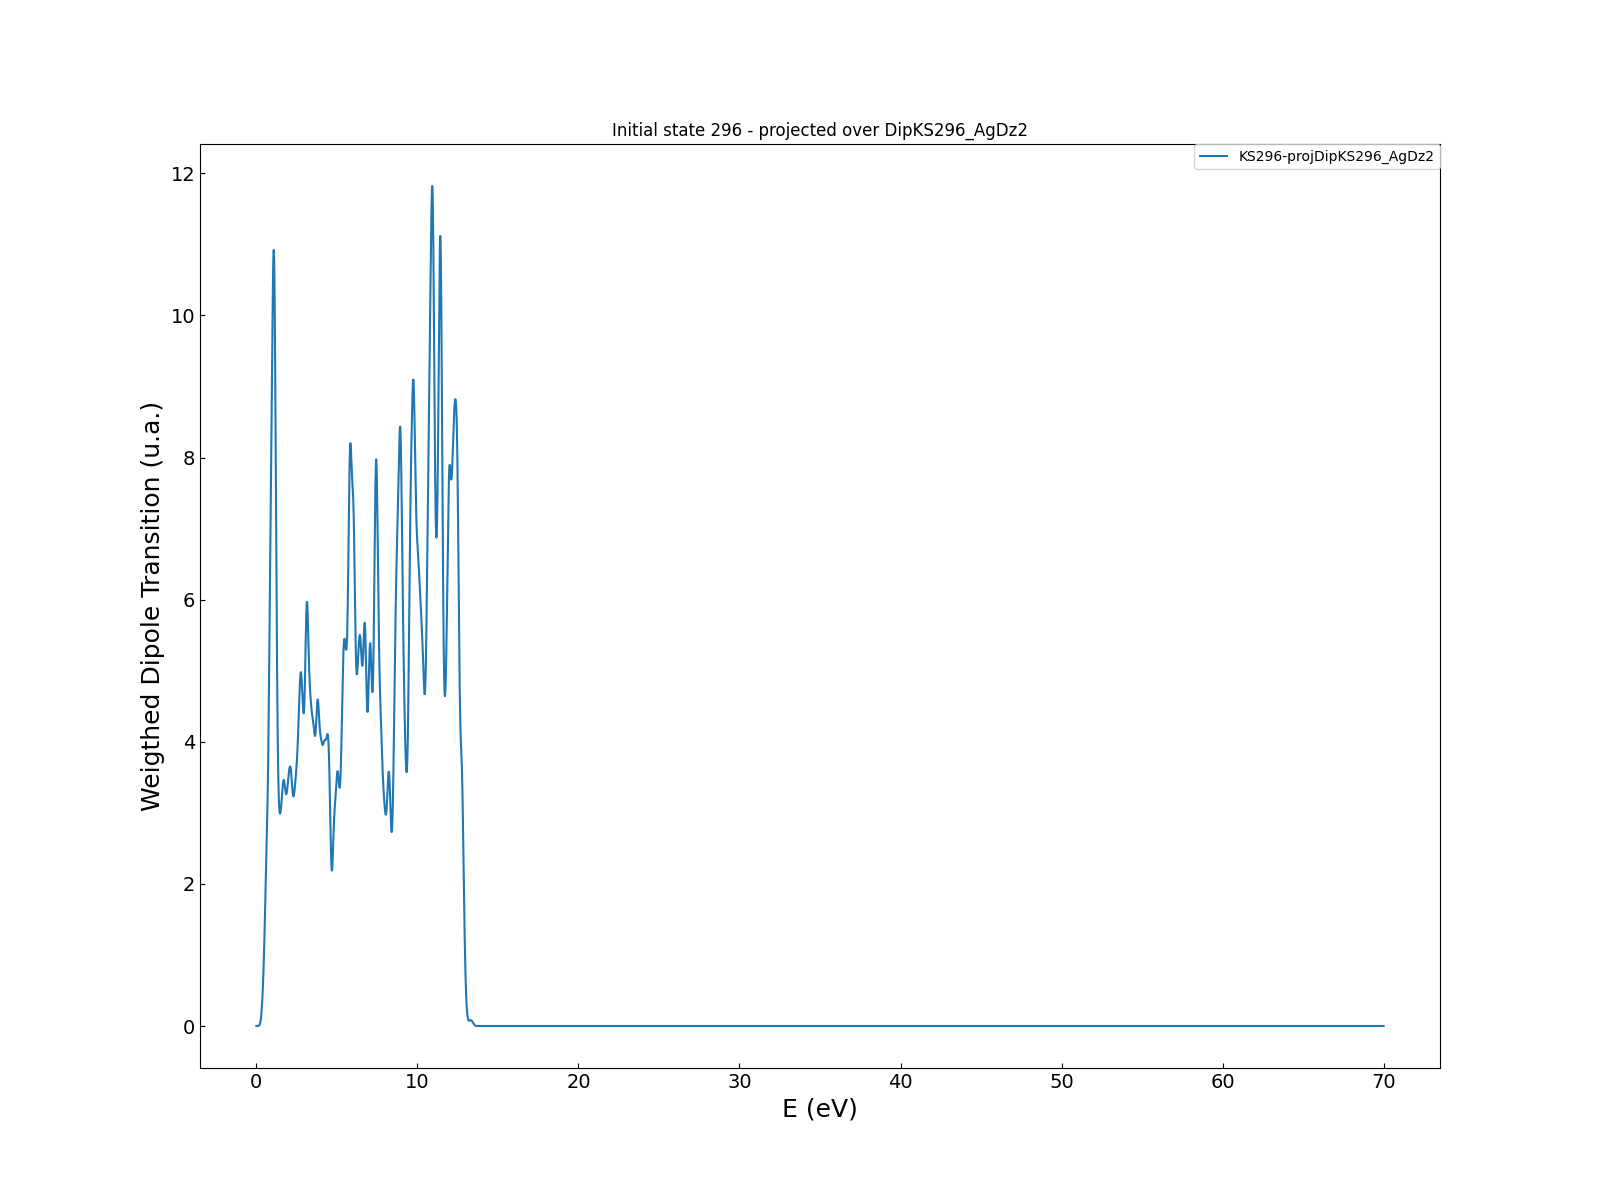 Initial state 296 - projected over DipKS296_AgDz2
KS296-projDipKS296_AgDz2
Weigthed Dipole Transition (u.a.)
12
10
8
6
4
2
0
0 10 20 30 40 50 60 70
E (eV)